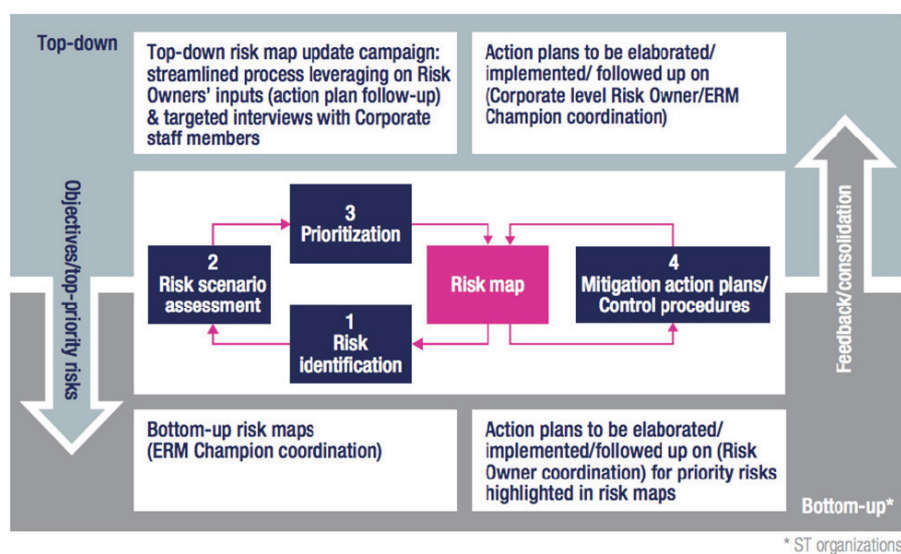 Top-down
Top-down risk map update campaign:
streamlined process leveraging on Risk
Owners' inputs (action plan follow-up)
& targeted interviews with Corporate
staff members
Action plans to be elaborated/
implemented/ followed up on
(Corporate level Risk Owner/ERM
Champion coordination)
Objectives/top-priority risks
3
Prioritization
2
Risk scenario
assessment
Risk map
4
Mitigation action plans/
Control procedures
1
Risk
identification
Feedback/consolidation
Bottom-up risk maps
(ERM Champion coordination)
Action plans to be elaborated/
implemented/followed up on (Risk
Owner coordination) for priority risks
highlighted in risk maps
Bottom-up*
* ST organizations